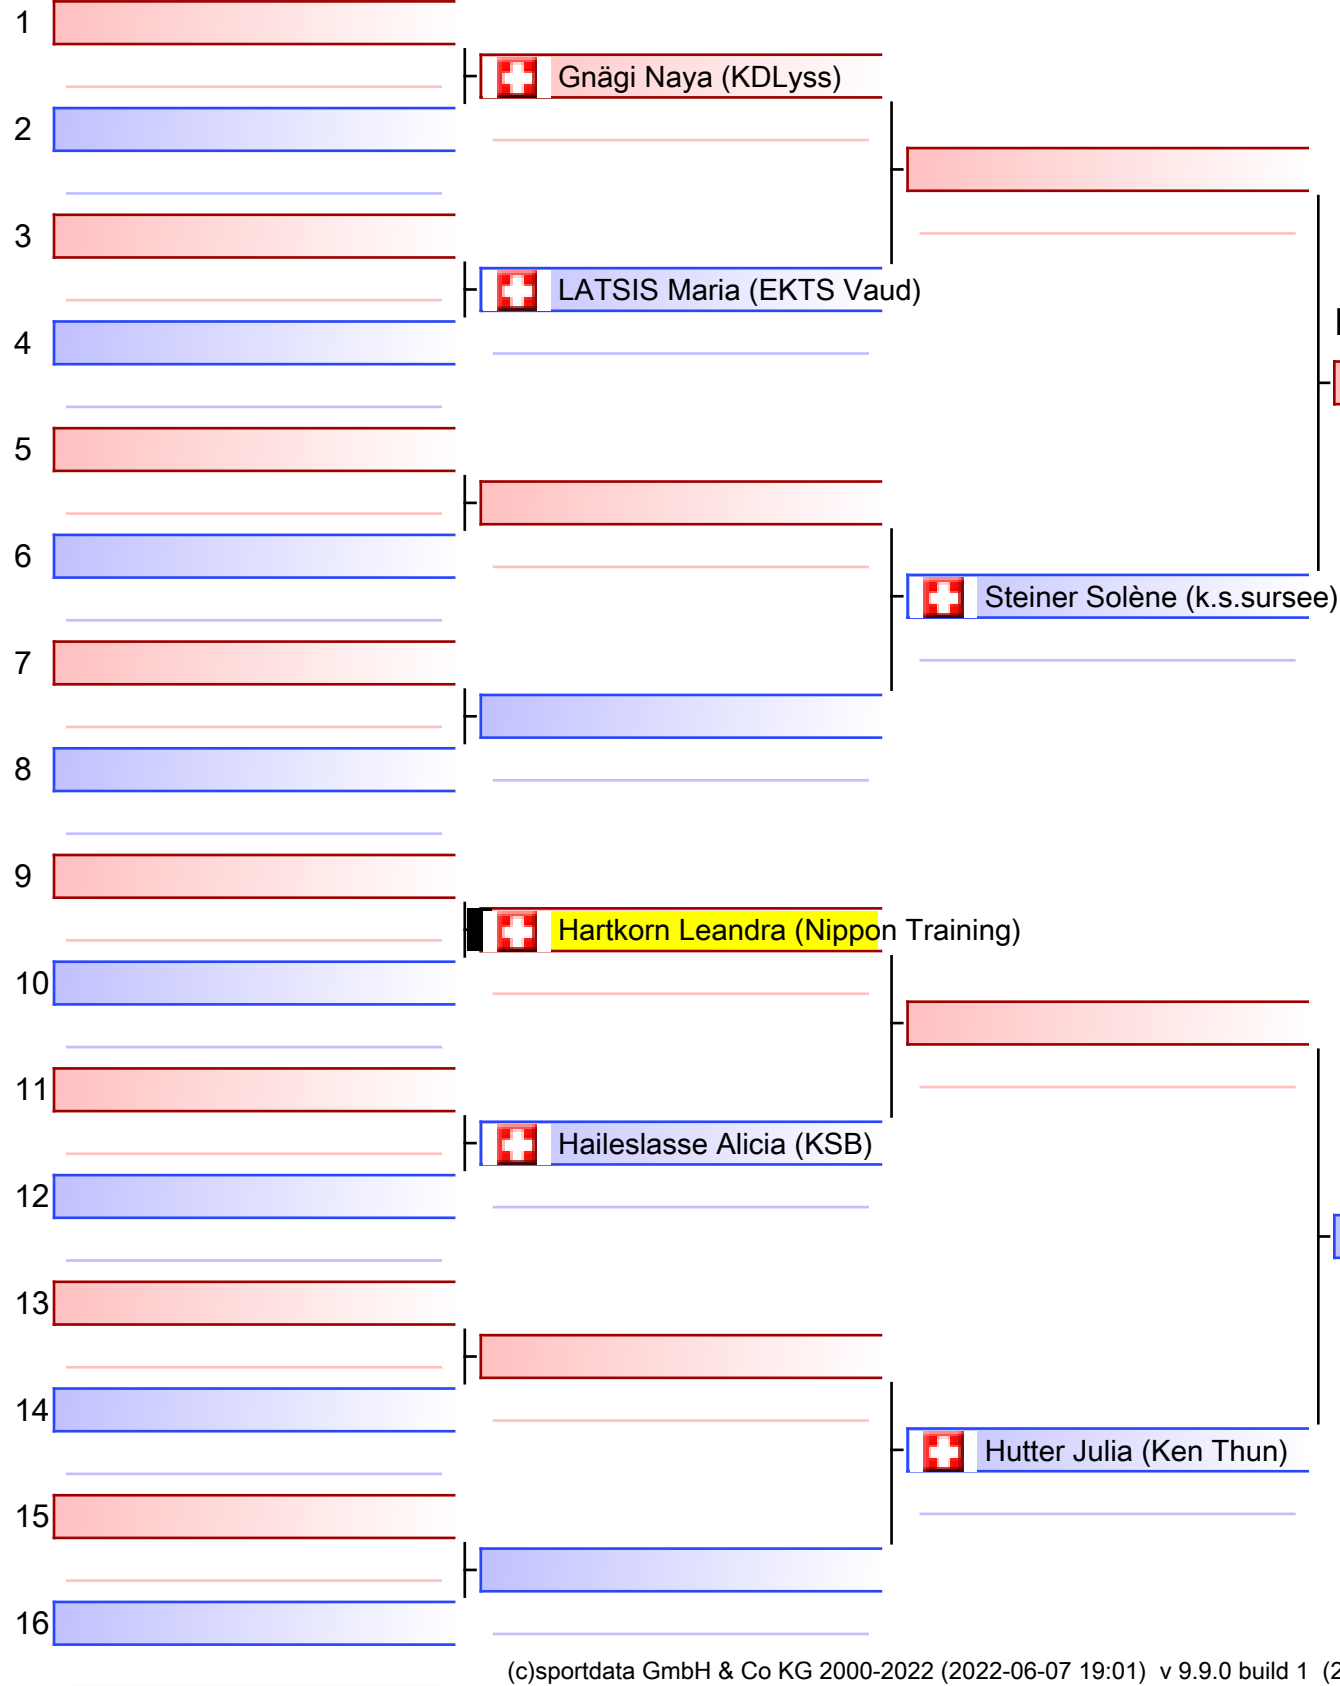 1
Gnägi Naya (KDLyss)
2
3
LATSIS Maria (EKTS Vaud)
4
5
6
Steiner Solène (k.s.sursee)
7
8
9
Hartkorn Leandra (Nippon Training)
10
11
Haileslasse Alicia (KSB)
12
13
14
Hutter Julia (Ken Thun)
15
16
(c)sportdata GmbH & Co KG 2000-2022 (2022-06-07 19:01) v 9.9.0 build 1 (2